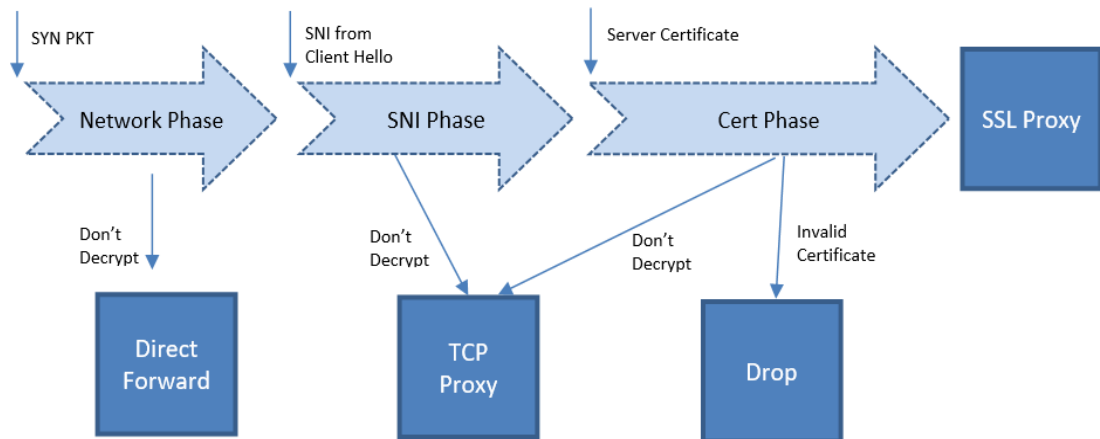 SYN PKT
SNI from
Client Hello
Server Certificate
Network Phase
SNI Phase
Cert Phase
SSL Proxy
Don't
Decrypt
Don't
Decrypt
Don't
Decrypt
Invalid
Certificate
Direct
Forward
TCP
Proxy
Drop